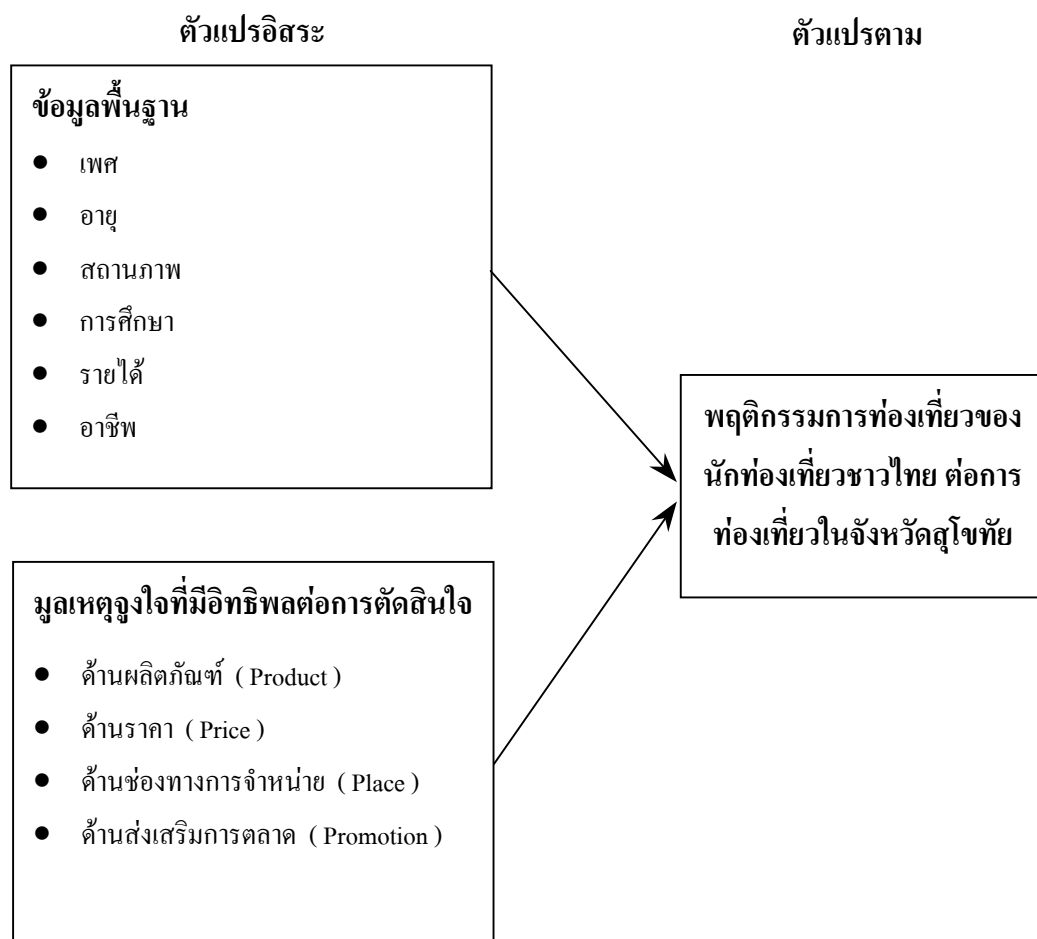 ตัวแปรอิสระ
ตัวแปรตาม
ข้อมูลพื้นฐาน
● เพศ
● อายุ
● สถานภาพ
● การศึกษา
● รายได้
● อาชีพ
มูลเหตุจูงใจที่มีอิทธิพลต่อการตัดสินใจ
● ด้านผลิตภัณฑ์ ( Product )
● ด้านราคา ( Price )
● ด้านช่องทางการจำหน่าย ( Place )
● ด้านส่งเสริมการตลาด ( Promotion )
พฤติกรรมการท่องเที่ยวของ
นักท่องเที่ยวชาวไทย ต่อการ
ท่องเที่ยวในจังหวัดสุโขทัย